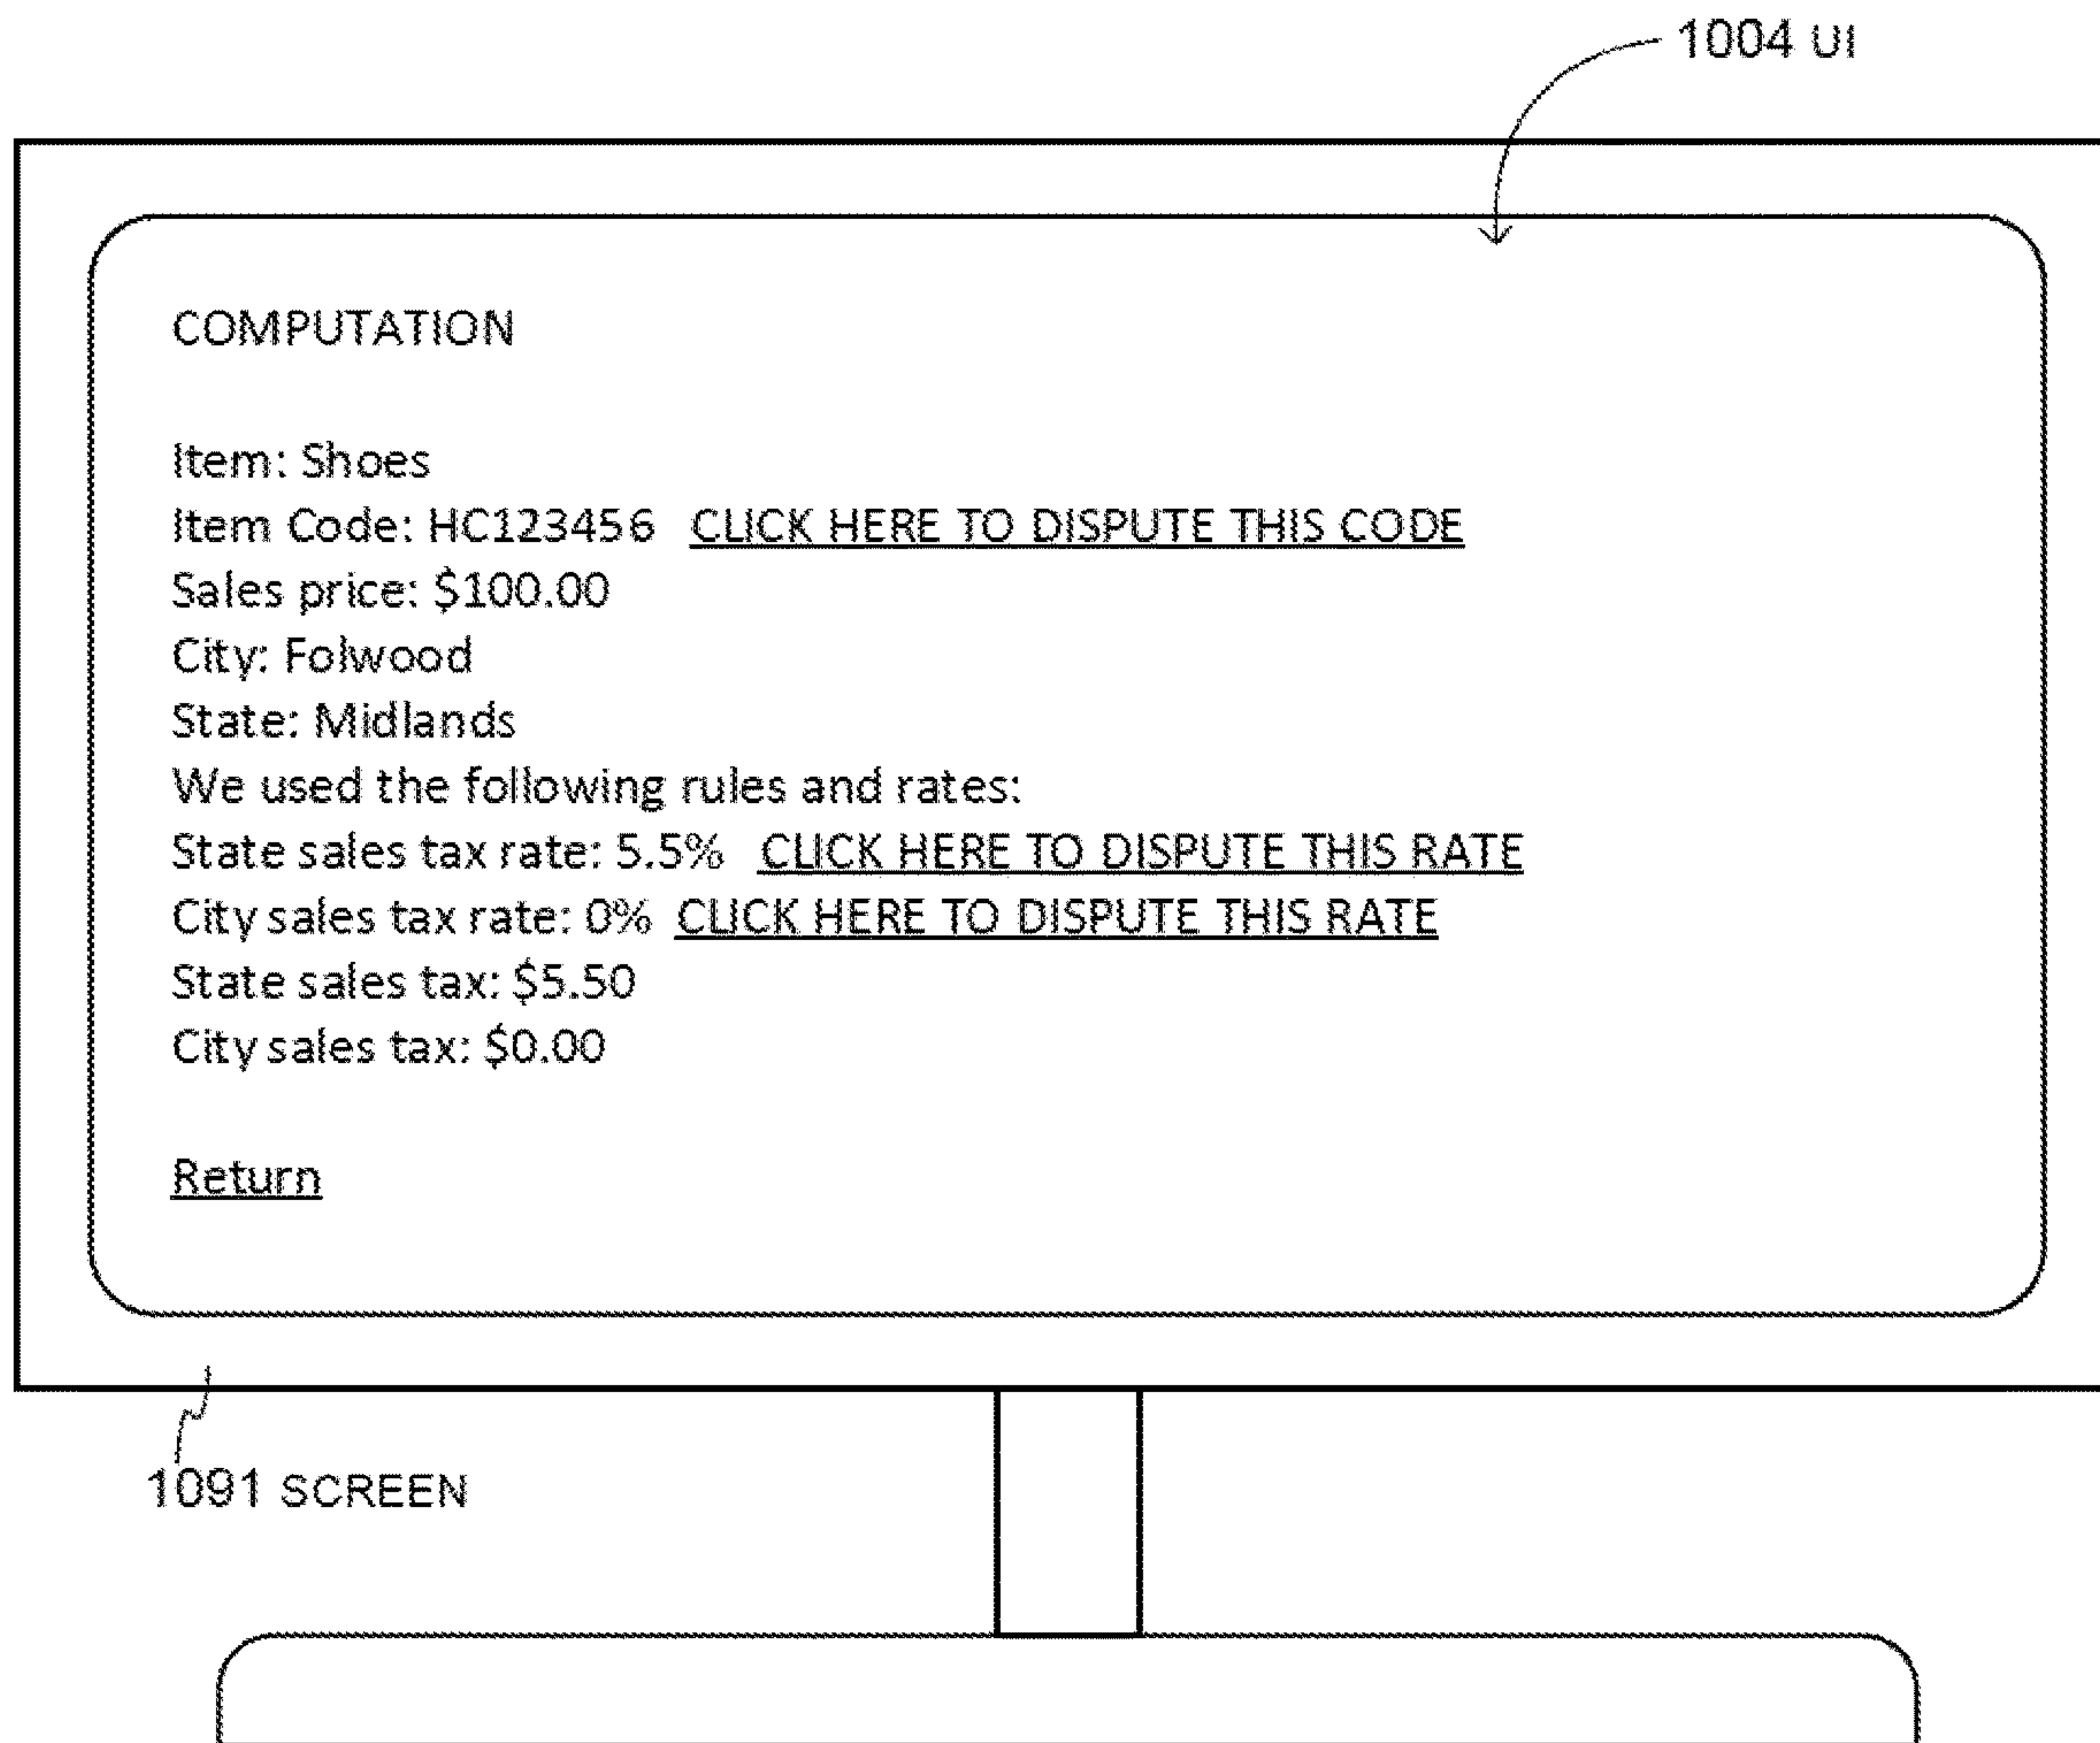 1004 UI
COMPUTATION
Item: Shoes
Item Code: HC123456 CLICK HERE TO DISPUTE THIS CODE
Sales price: $100.00
City: Folwood
State: Midlands
We used the following rules and rates:
State sales tax rate: 5.5% CLICK HERE TO DISPUTE THIS RATE
City sales tax rate: 0% CLICK HERE TO DISPUTE THIS RATE
State sales tax: $5.50
City sales tax: $0.00
Return
1091 SCREEN